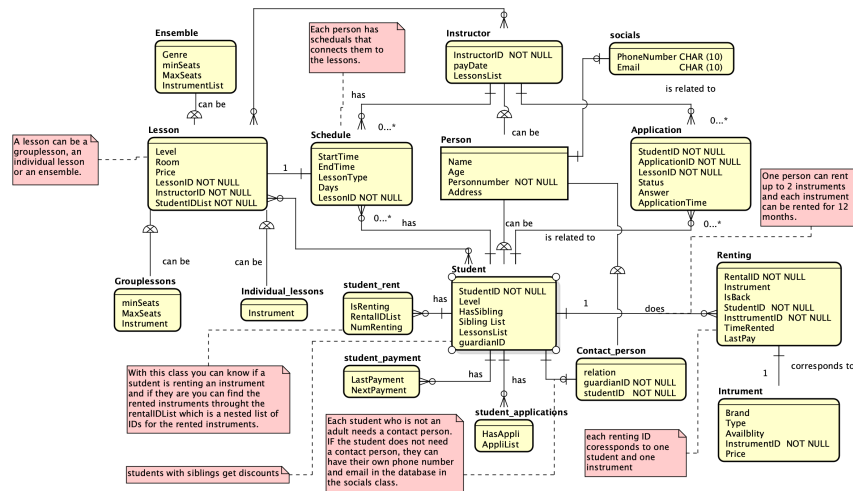 Ensemble
Genre
minSeats
MaxSeats
InstrumentList
can be
Each person has
scheduals that
connects them to
the lessons.
Instructor
InstructorID NOT NULL
payDate
LessonsList
socials
PhoneNumber CHAR (10)
Email CHAR (10)
has
0...*
can be
is related to
0...*
A lesson can be a
grouplesson, an
individual lesson
or an ensemble.
Lesson
Level
Room
Price
LessonID NOT NULL
InstructorID NOT NULL
StudentIDList NOT NULL
1
Schedule
StartTime
EndTime
LessonType
Days
LessonID NOT NULL
0...*
has
Person
Name
Age
Personnumber NOT NULL
Address
Application
StudentID NOT NULL
ApplicationID NOT NULL
LessonID NOT NULL
Status
Answer
ApplicationTime
0...*
One person can rent
up to 2 instruments
and each instrument
can be rented for 12
months.
can be
can be
can be
is related to
Grouplessons
minSeats
MaxSeats
Instrument
Individual_lessons
Instrument
student_rent
IsRenting
RentalIDList
NumRenting
has
Student
StudentID NOT NULL
Level
HasSibling
Sibling List
LessonsList
guardianID
1
does
Renting
RentalID NOT NULL
Instrument
IsBack
StudentID NOT NULL
InsttrumentID NOT NULL
TimeRented
LastPay
With this class you can know if a
sutdent is renting an instrument
and if they are you can find the
rented instruments throught the
rentalIDList which is a nested list of
IDs for the rented instruments.
student_payment
LastPayment
NextPayment
has
has
Contact_person
relation
guardianID NOT NULL
studentID NOT NULL
1
corresponds to
student_applications
HasAppli
AppliList
Intrument
Brand
Type
Availblity
InstrumentID NOT NULL
Price
students with siblings get discounts
Each student who is not an
adult needs a contact person.
IF the student does not need
a contact person, they can
have their own phone number
and email in the database in
the socials class.
each renting ID
coressponds to one
student and one
instrument